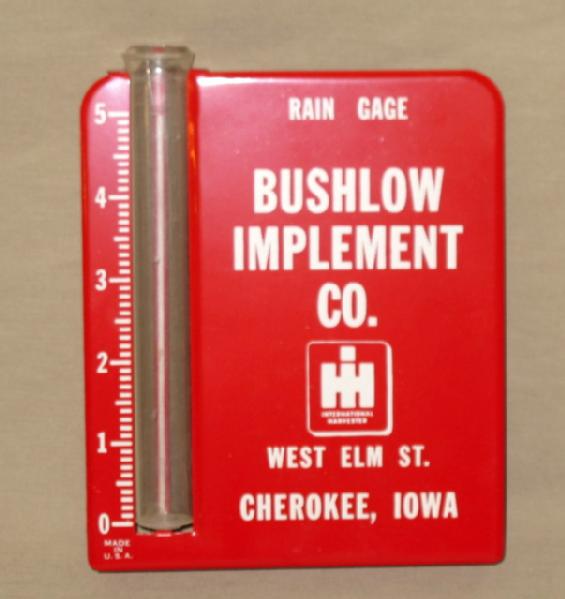 RAIN GAGE
BUSHLOW
IMPLEMENT
CO.
INTERNATIONAL
HARVESTER
WEST ELM ST.
CHEROKEE, IOWA
5
4
3
2
1
0
MADE
IN
U.S.A.